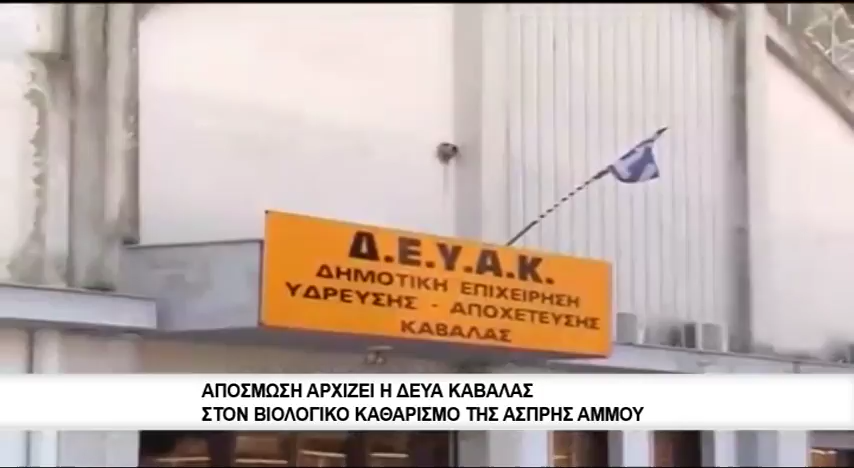 Δ.Ε.Υ.Α.Κ.
ΔΗΜΟΤΙΚΗ ΕΠΙΧΕΙΡΗΣΗ
ΥΔΡΕΥΣΗΣ - ΑΠΟΧΕΤΕΥΣΗΣ
ΚΑΒΑΛΑΣ
ΑΠΟΣΜΩΣΗ ΑΡΧΙΖΕΙ Η ΔΕΥΑ ΚΑΒΑΛΑΣ
ΣΤΟΝ ΒΙΟΛΟΓΙΚΟ ΚΑΘΑΡΙΣΜΟ ΤΗΣ ΑΣΠΡΗΣ ΑΜΜΟΥ